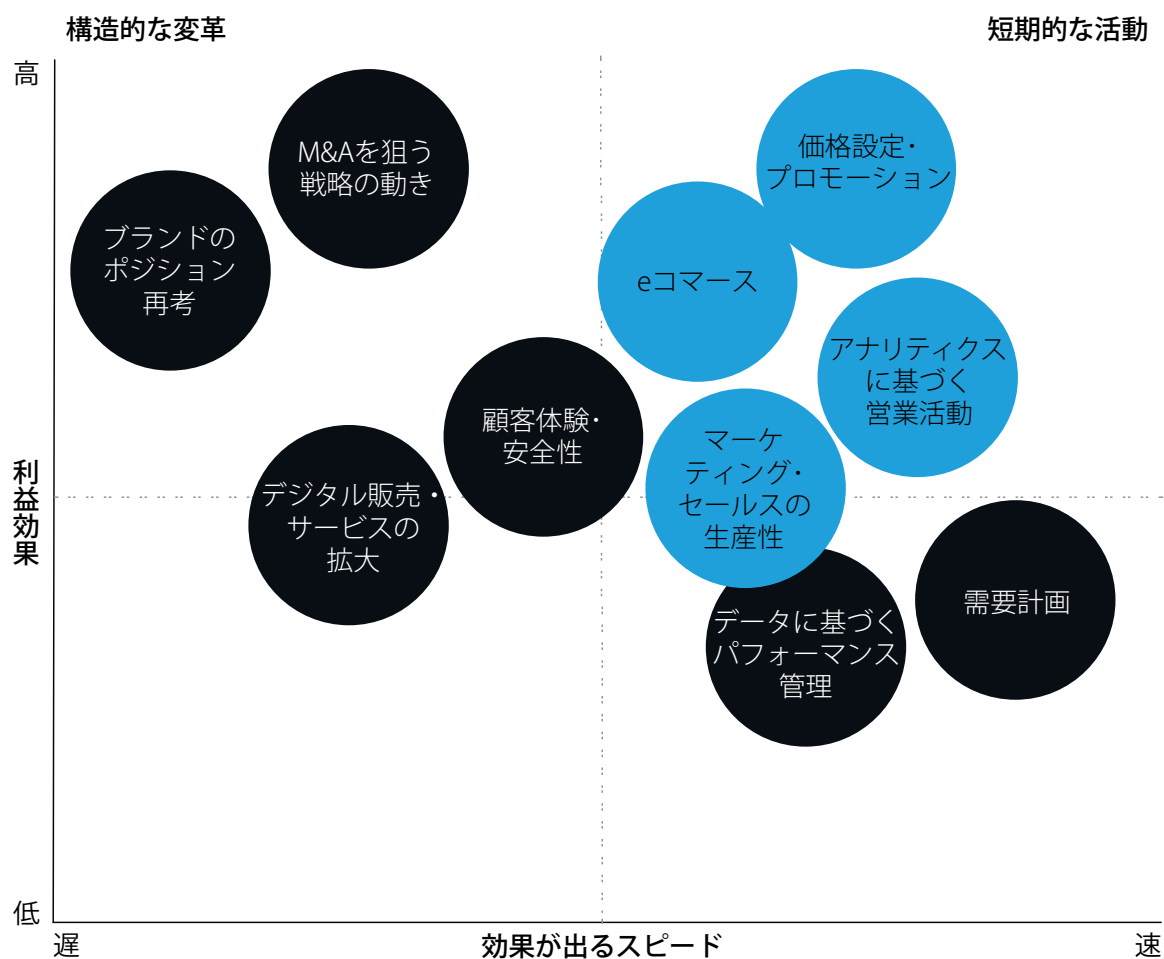 構造的な変革
短期的な活動
高
M&Aを狙う
戦略の動き
価格設定・
プロモーション
ブランドの
ポジション
再考
eコマース
アナリティクス
に基づく
営業活動
顧客体験・
安全性
マーケ
ティング・
セールスの
生産性
利益効果
デジタル販売・
サービスの
拡大
需要計画
データに基づく
パフォーマンス
管理
低
遅
効果が出るスピード
速